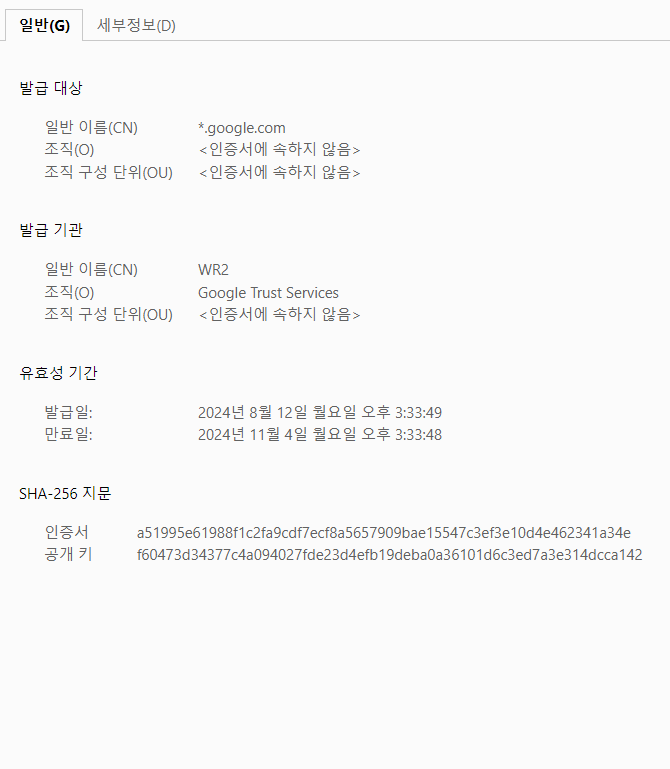 일반(G) 세부정보(D)
발급 대상
일반 이름(CN) *.google.com
조직(O) <인증서에 속하지 않음>
조직 구성 단위(OU) <인증서에 속하지 않음>
발급 기관
일반 이름(CN) WR2
조직(O) Google Trust Services
조직 구성 단위(OU) <인증서에 속하지 않음>
유효성 기간
발급일: 2024년 8월 12일 월요일 오후 3:33:49
만료일: 2024년 11월 4일 월요일 오후 3:33:48
SHA-256 지문
인증서 a51995e61988f1c2fa9cdf7ecf8a5657909bae15547c3ef3e10d4e462341a34e
공개 키 f60473d34377c4a094027fde23d4efb19deba0a36101d6c3ed7a3e314dcca142